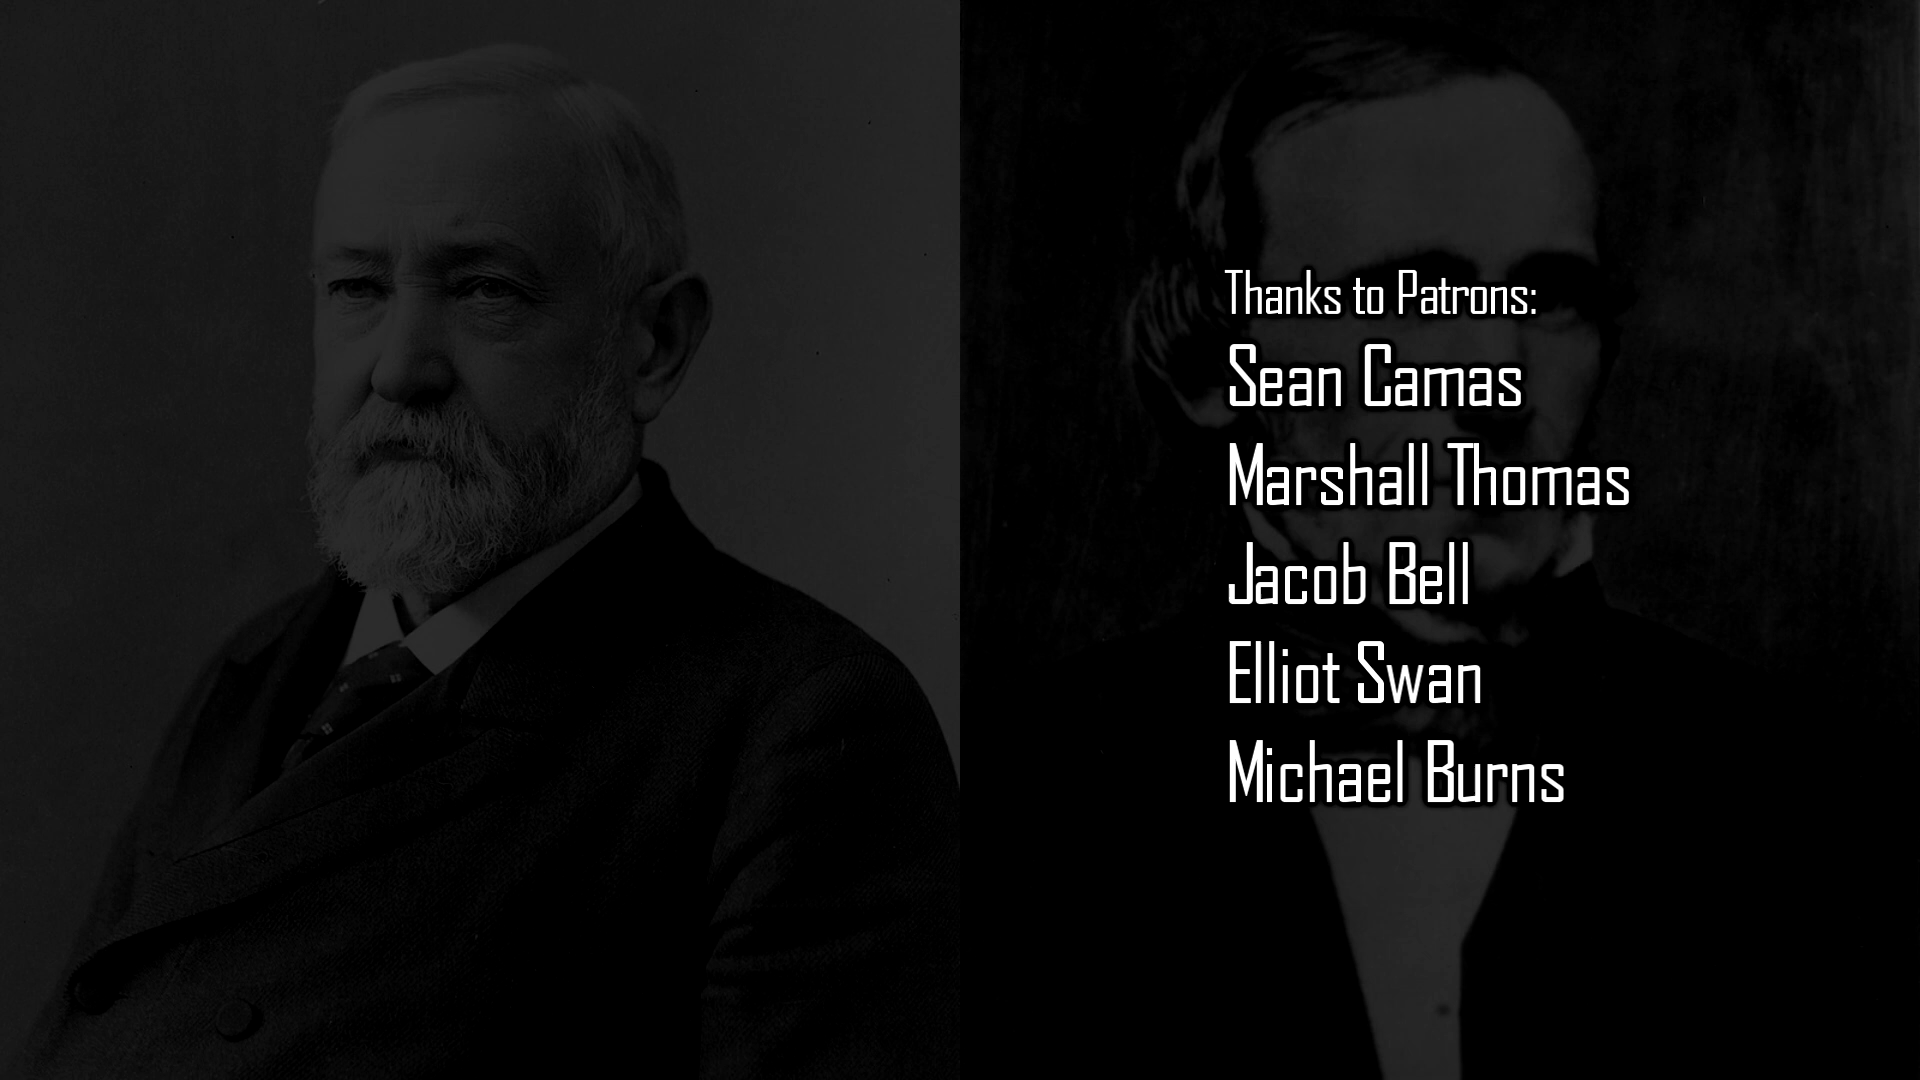 Thanks to Patrons:
Sean Camas
Marshall Thomas
Jacob Bell
Elliot Swan
Michael Burns